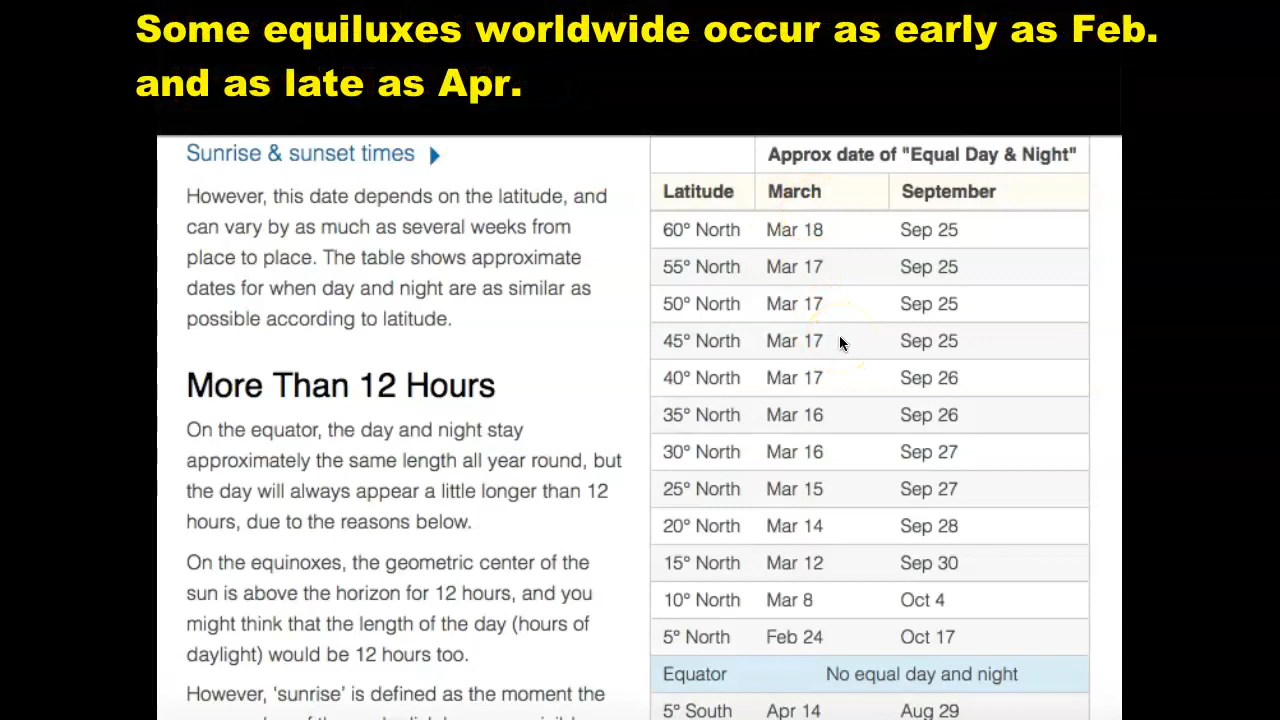 Some equiluxes worldwide occur as early as Feb.
and as late as Apr.
Sunrise & sunset times
However, this date depends on the latitude, and
can vary by as much as several weeks from
place to place. The table shows approximate
dates for when day and night are as similar as
possible according to latitude.
More Than 12 Hours
On the equator, the day and night stay
approximately the same length all year round, but
the day will always appear a little longer than 12
hours, due to the reasons below.
On the equinoxes, the geometric center of the
sun is above the horizon for 12 hours, and you
might think that the length of the day (hours of
daylight) would be 12 hours too.
However, 'sunrise' is defined as the moment the
Approx date of "Equal Day & Night"
Latitude March September
60° North Mar 18 Sep 25
55° North Mar 17 Sep 25
50° North Mar 17 Sep 25
45° North Mar 17 Sep 25
40° North Mar 17 Sep 26
35° North Mar 16 Sep 26
30° North Mar 16 Sep 27
25° North Mar 15 Sep 27
20° North Mar 14 Sep 28
15° North Mar 12 Sep 30
10° North Mar 8 Oct 4
5° North Feb 24 Oct 17
Equator No equal day and night
5° South Apr 14 Aug 29